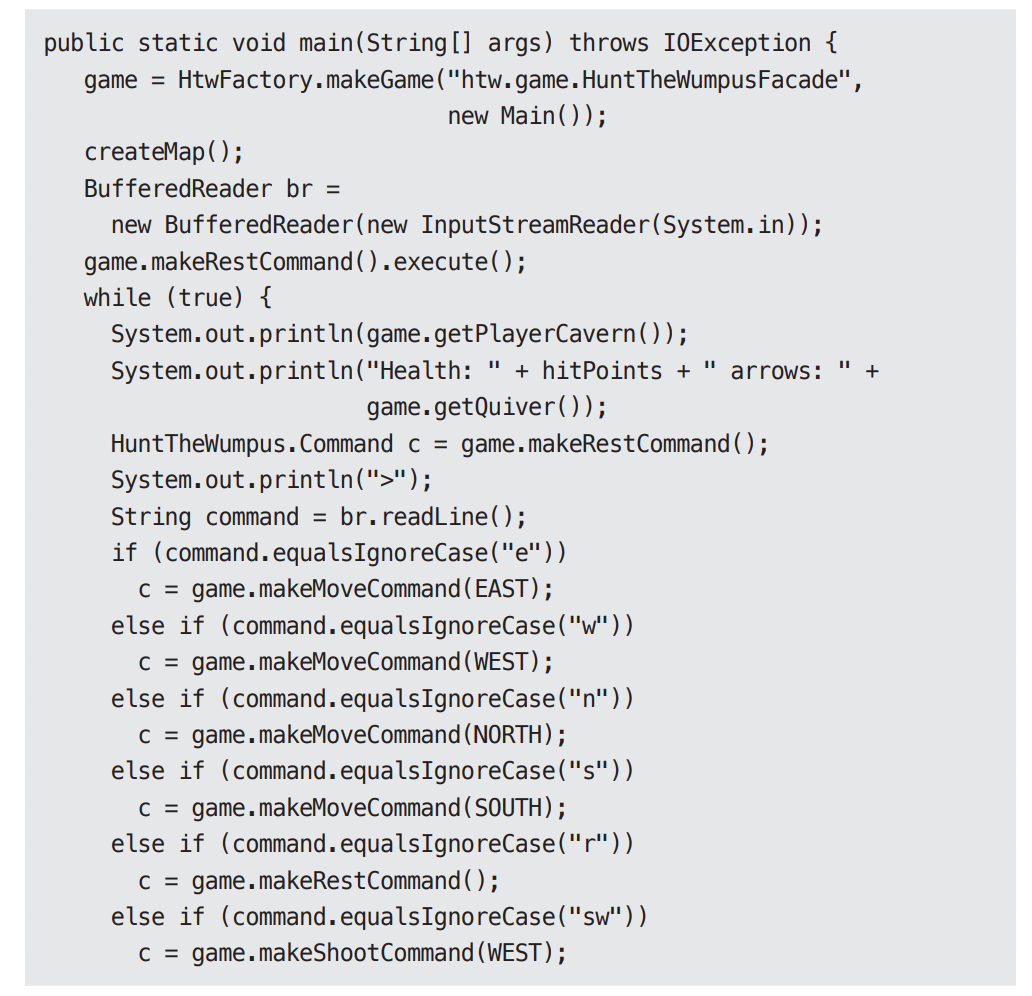 public static void main(String[] args) throws IOException {
   game = HtwFactory.makeGame("htw.game.HuntTheWumpusFacade",
                              new Main());
   createMap();
   BufferedReader br =
     new BufferedReader(new InputStreamReader(System.in));
   game.makeRestCommand().execute();
   while (true) {
     System.out.println(game.getPlayerCavern());
     System.out.println("Health: " + hitPoints + " arrows: " +
                        game.getQuiver());
     HuntTheWumpus.Command c = game.makeRestCommand();
     System.out.println(">");
     String command = br.readLine();
     if (command.equalsIgnoreCase("e"))
       c = game.makeMoveCommand(EAST);
     else if (command.equalsIgnoreCase("w"))
       c = game.makeMoveCommand(WEST);
     else if (command.equalsIgnoreCase("n"))
       c = game.makeMoveCommand(NORTH);
     else if (command.equalsIgnoreCase("s"))
       c = game.makeMoveCommand(SOUTH);
     else if (command.equalsIgnoreCase("r"))
       c = game.makeRestCommand();
     else if (command.equalsIgnoreCase("sw"))
       c = game.makeShootCommand(WEST);